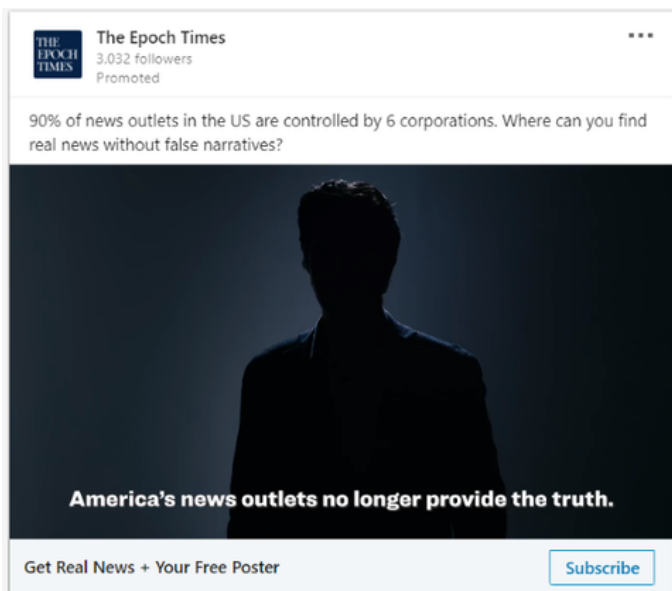 THE
EPOCH
TIMES
The Epoch Times
3.032 followers
Promoted
90% of news outlets in the US are controlled by 6 corporations. Where can you find
real news without false narratives?
America's news outlets no longer provide the truth.
Get Real News + Your Free Poster
Subscribe